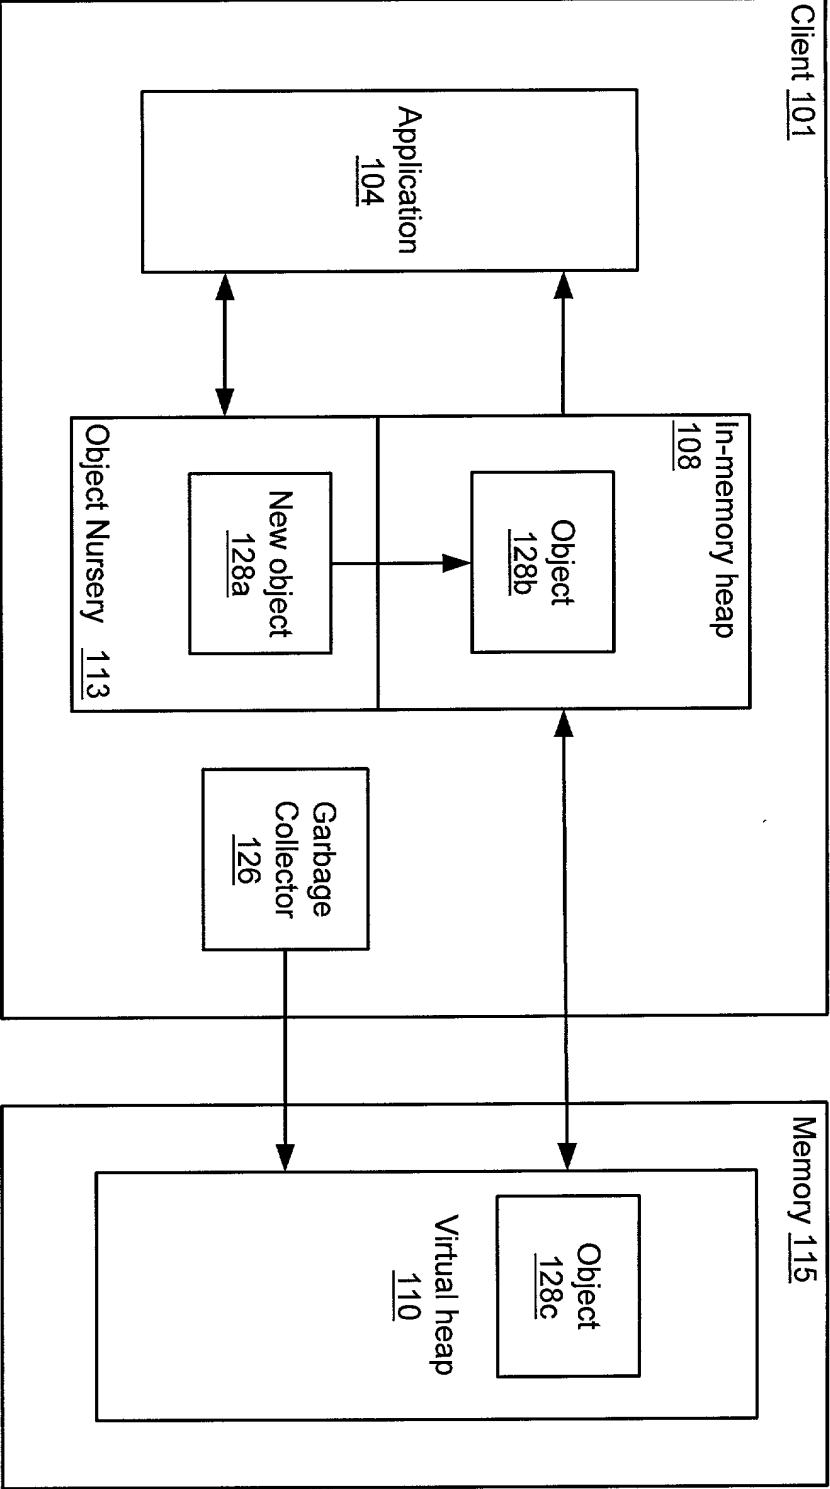 Client 101
Application
104
In-memory heap
108
Object
128b
New object
128a
Object Nursery 113
Garbage
Collector
126
Memory 115
Object
128c
Virtual heap
110